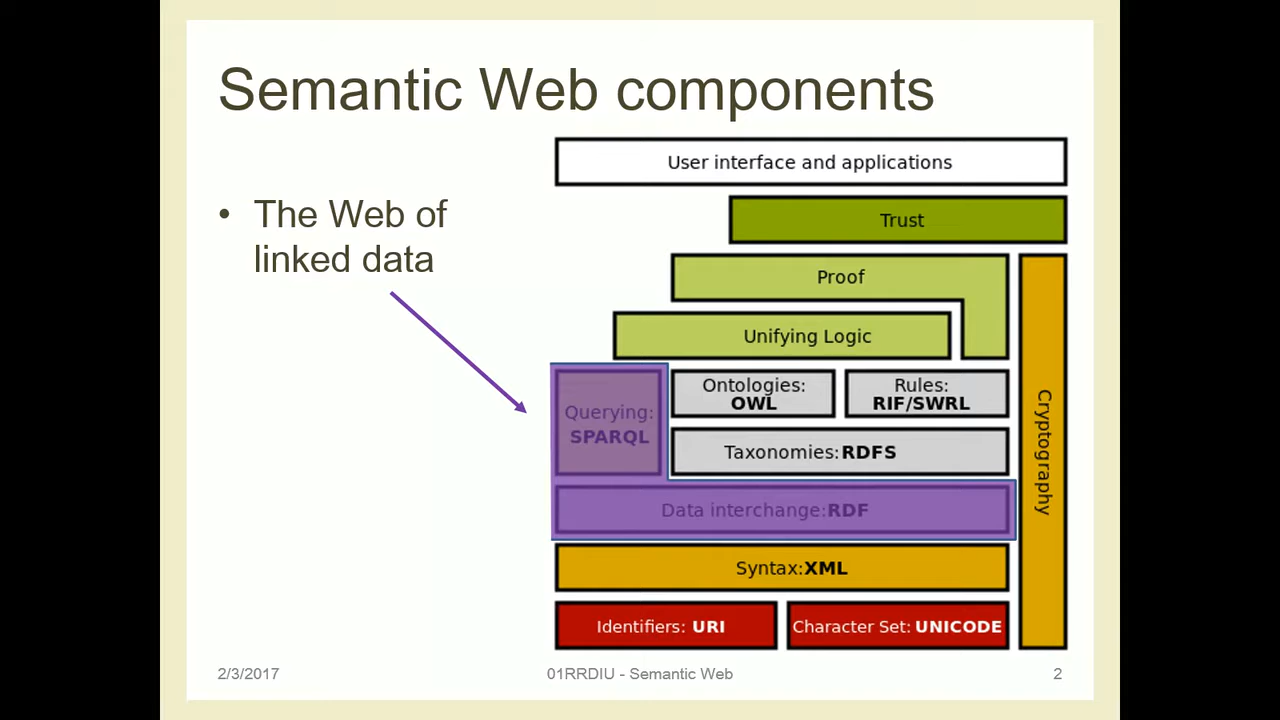 Semantic Web components
• The Web of
linked data
User interface and applications
Trust
Proof
Unifying Logic
Querying:
SPARQL
Ontologies:
OWL
Rules:
RIF/SWRL
Taxonomies:RDFS
Data interchange:RDF
Syntax:XML
Identifiers: URI
Character Set: UNICODE
Cryptography
2/3/2017
01RRDIU - Semantic Web
2